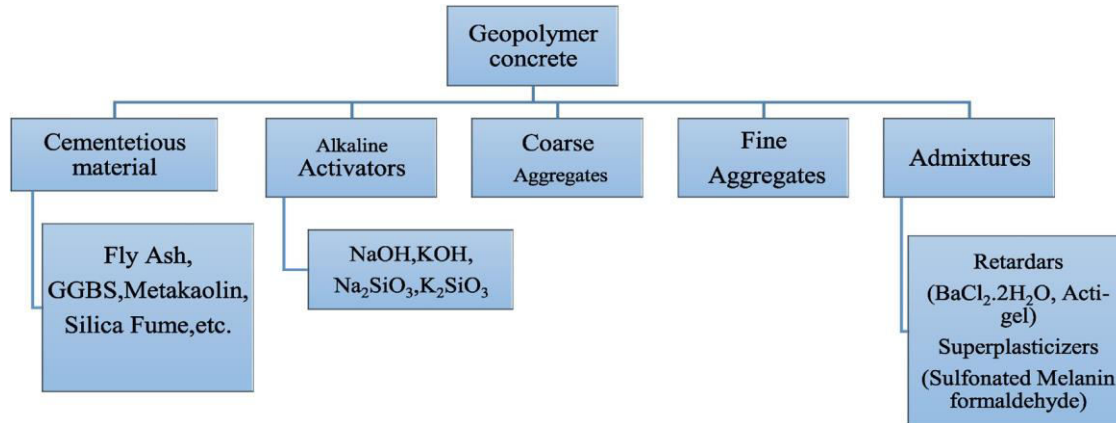 Geopolymer
concrete
Cementetious
material
Alkaline
Activators
Coarse
Aggregates
Fine
Aggregates
Admixtures
Fly Ash,
GGBS,Metakaolin,
Silica Fume,etc.
NaOH,KOH,
Na₂SiO₃,K₂SiO₃
Retardars
(BaCl₂.2H₂O, Acti-
gel)
Superplasticizers
(Sulfonated Melanin
formaldehyde)